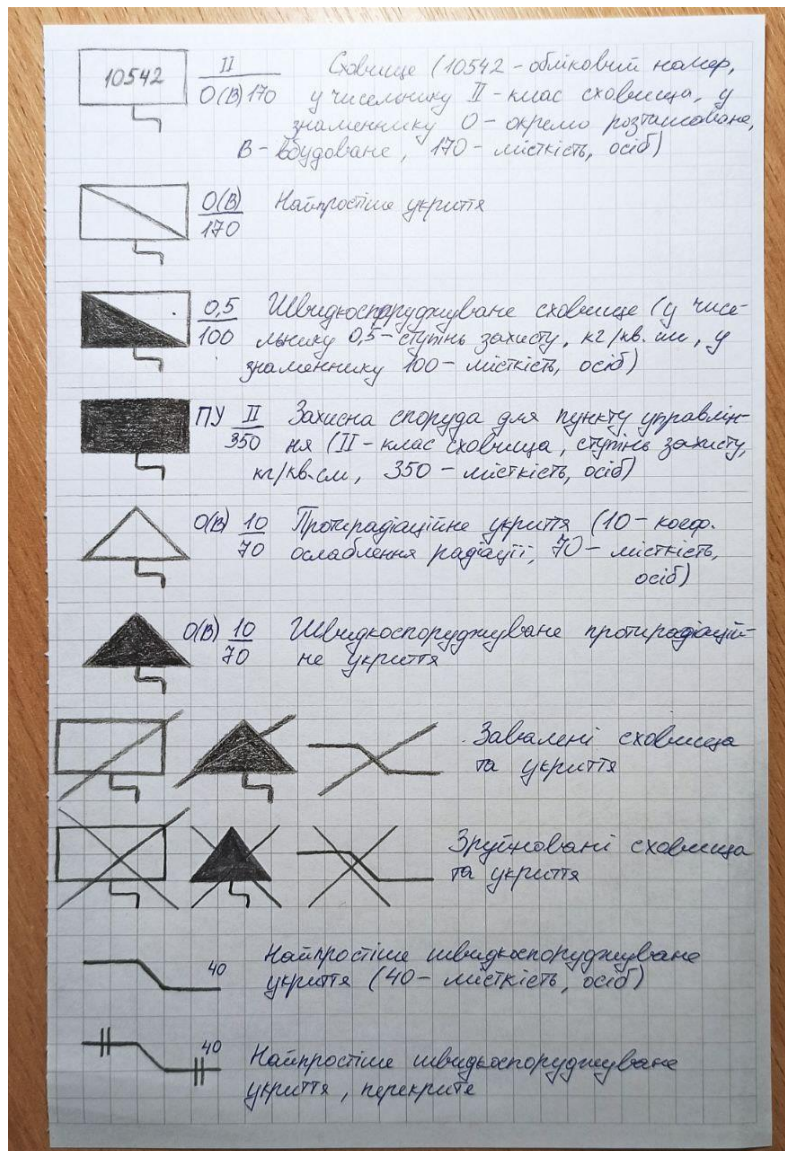 10542 II Сховище (10542 - обліковий номер,
О(В) 170 у чисельнику II - клас сховища, у
знаменнику О - окремо розташоване,
В - вбудоване, 170 - місткість, осіб)
О(В) Найпростіше укриття
170
0,5 Швидкоспоруджуване сховище (у чисе-
100 льнику 0,5 - ступінь захисту, кг/кв. см, у
знаменнику 100 - місткість, осіб)
ПУ II Захисна споруда для пункту управлін-
350 ня (II - клас сховища, ступінь захисту,
кг/кв.см, 350 - місткість, осіб)
О(В) 10 Протирадіаційне укриття (10 - коеф.
70 ослаблення радіації, 70 - місткість,
осіб)
О(В) 10 Швидкоспоруджуване протирадіацій-
70 не укриття
Завалені сховища
та укриття
Зруйновані сховища
та укриття
40 Найпростіше швидкоспоруджуване
укриття (40 - місткість, осіб)
40 Найпростіше швидкоспоруджуване
укриття, перекрите